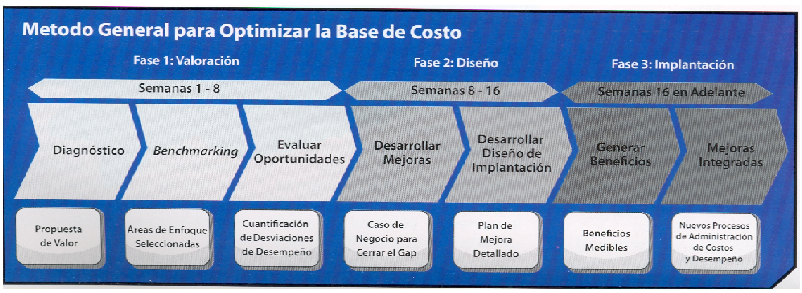 Metodo General para Optimizar la Base de Costo
Fase 1: Valoración
Fase 2: Diseño
Fase 3: Implantación
Semanas 1 - 8
Semanas 8 - 16
Semanas 16 en Adelante
Diagnóstico
Benchmarking
Evaluar
Oportunidades
Desarrollar
Mejoras
Desarrollar
Diseño de
Implantación
Generar
Beneficios
Mejoras
Integradas
Propuesta
de Valor
Áreas de Enfoque
Seleccionadas
Cuantificación
de Desviaciones
de Desempeño
Caso de
Negocio para
Cerrar el Gap
Plan de
Mejora
Detallado
Beneficios
Medibles
Nuevos Procesos
de Administración
de Costos
y Desempeño